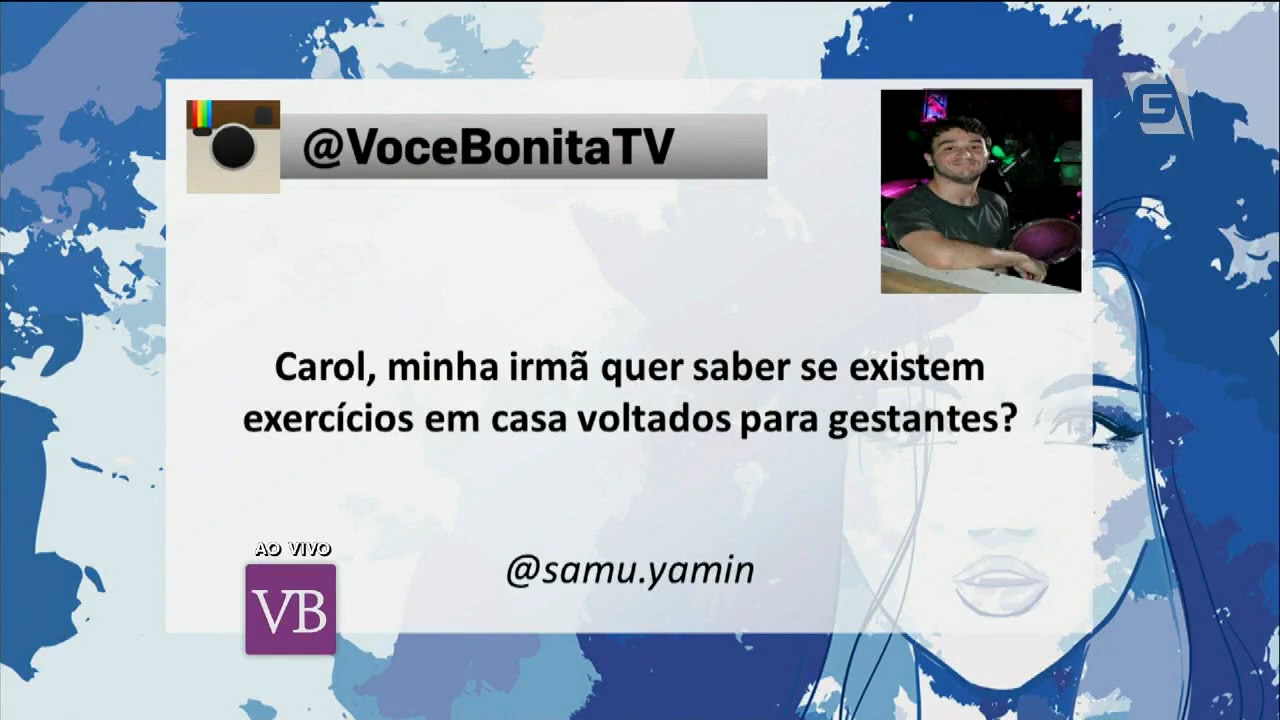 @VoceBonitaTV
G
Carol, minha irmã quer saber se existem
exercícios em casa voltados para gestantes?
@samu.yamin
AO VIVO
VB